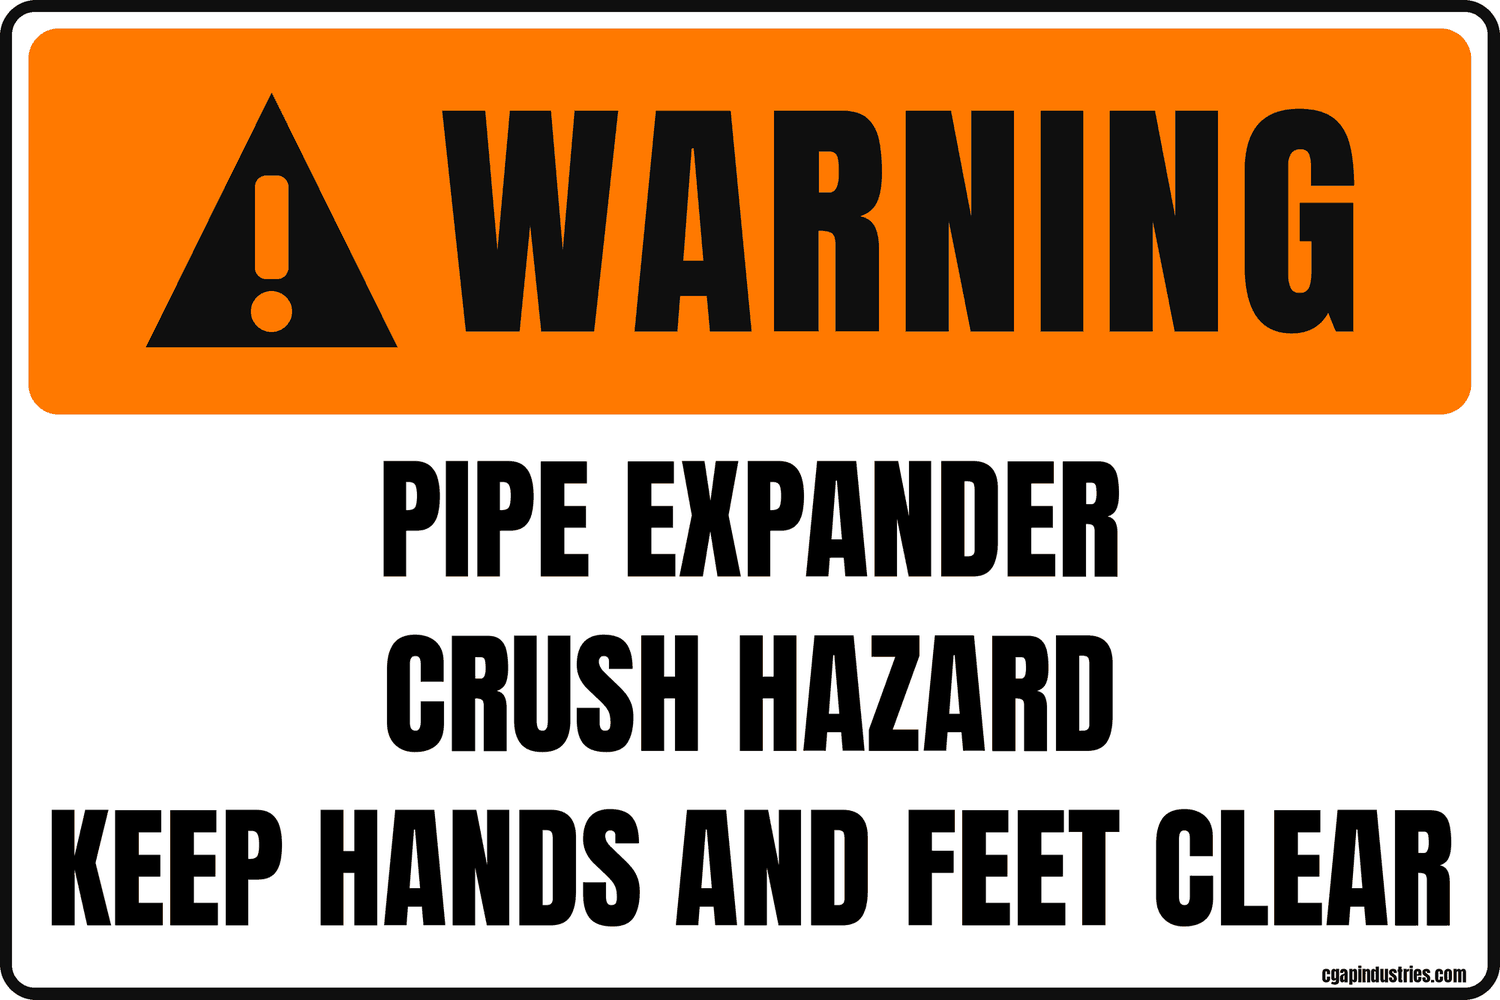 WARNING
PIPE EXPANDER
CRUSH HAZARD
KEEP HANDS AND FEET CLEAR
cgapindustries.com